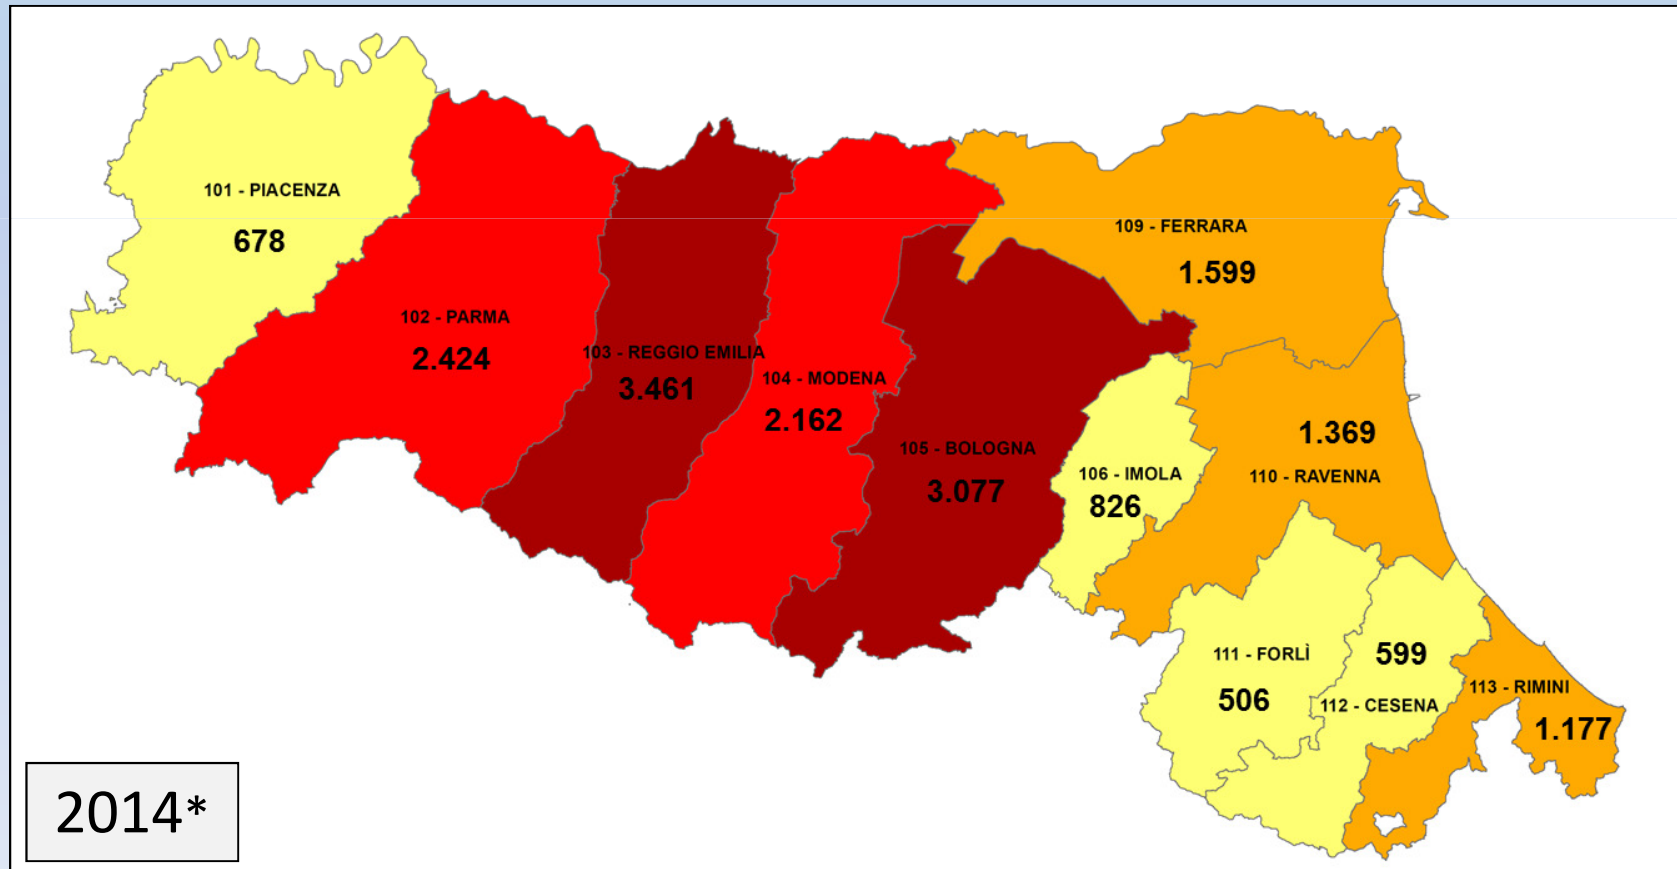 101 - PIACENZA
678
102 - PARMA
2.424
103 - REGGIO EMILIA
3.461
104 - MODENA
2.162
105 - BOLOGNA
3.077
106 - IMOLA
826
109 - FERRARA
1.599
1.369
110 - RAVENNA
111 - FORLÌ
506
599
112 - CESENA
113 - RIMINI
1.177
2014*